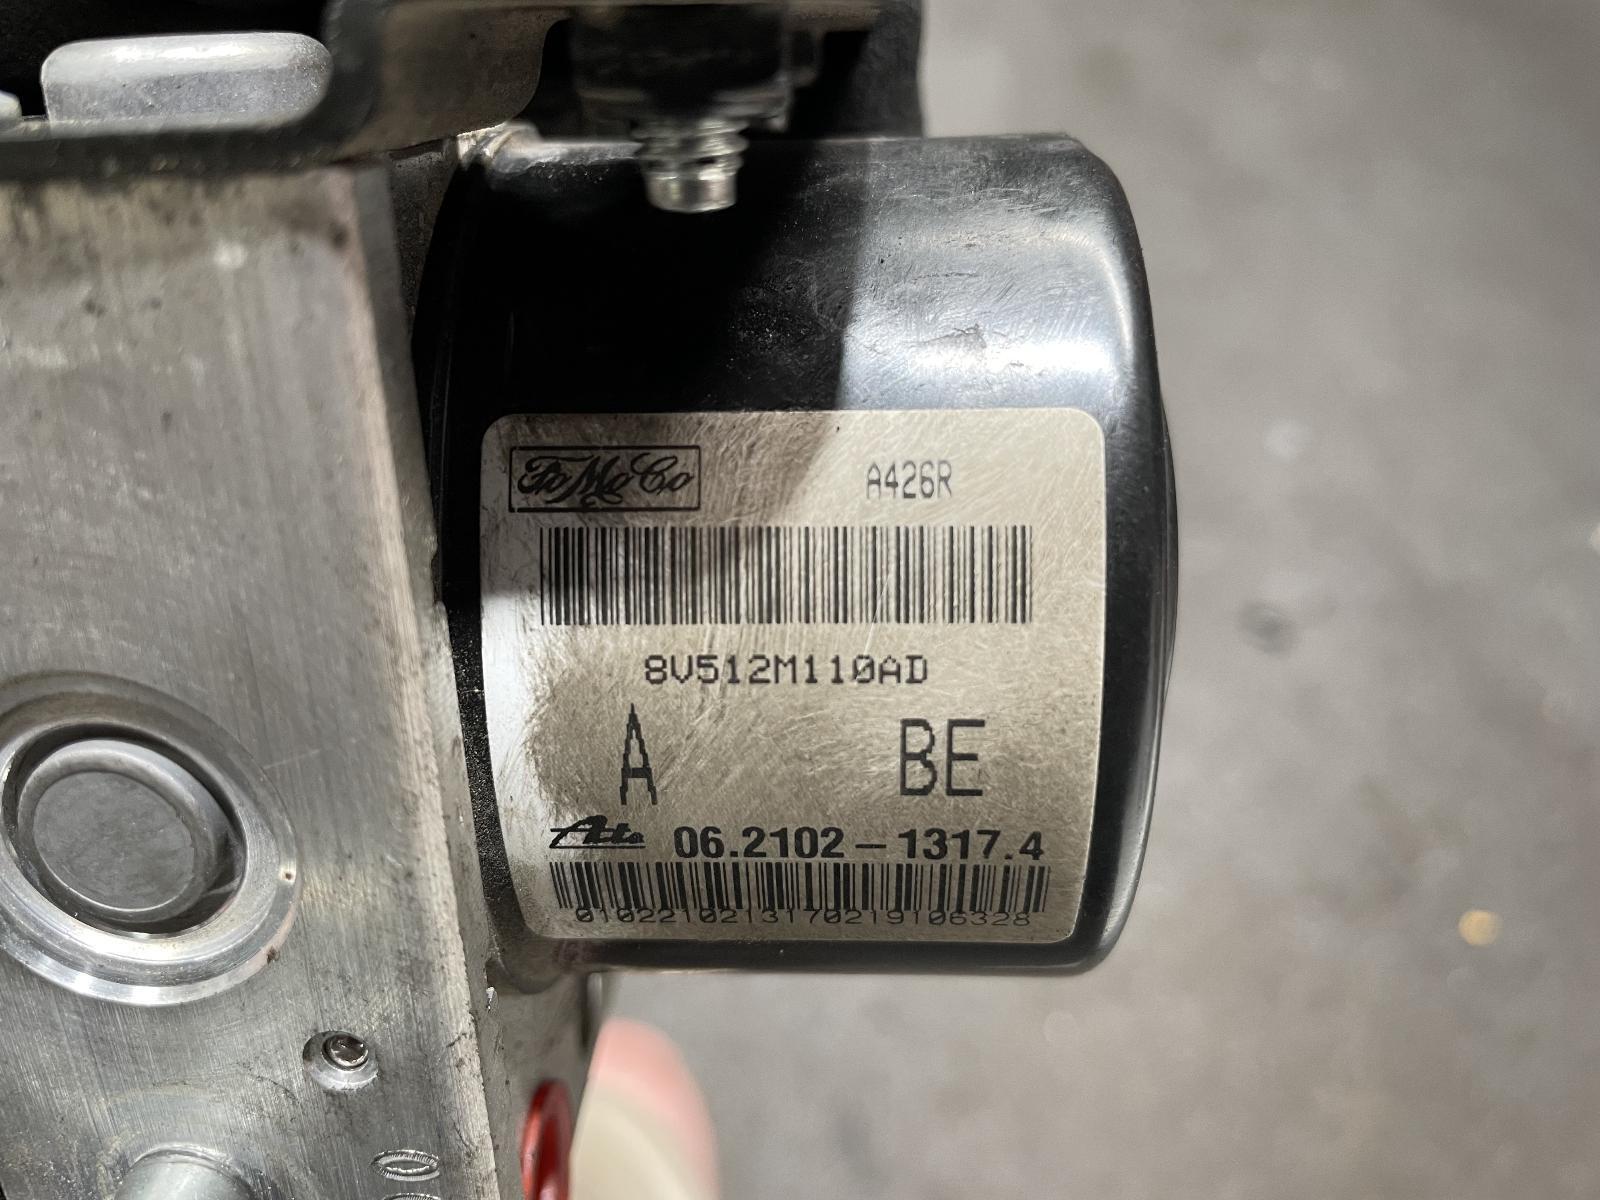 FoMoCo A426R
8V512M110AD
A BE
Ate 06.2102-1317.4
0102210213170219106328